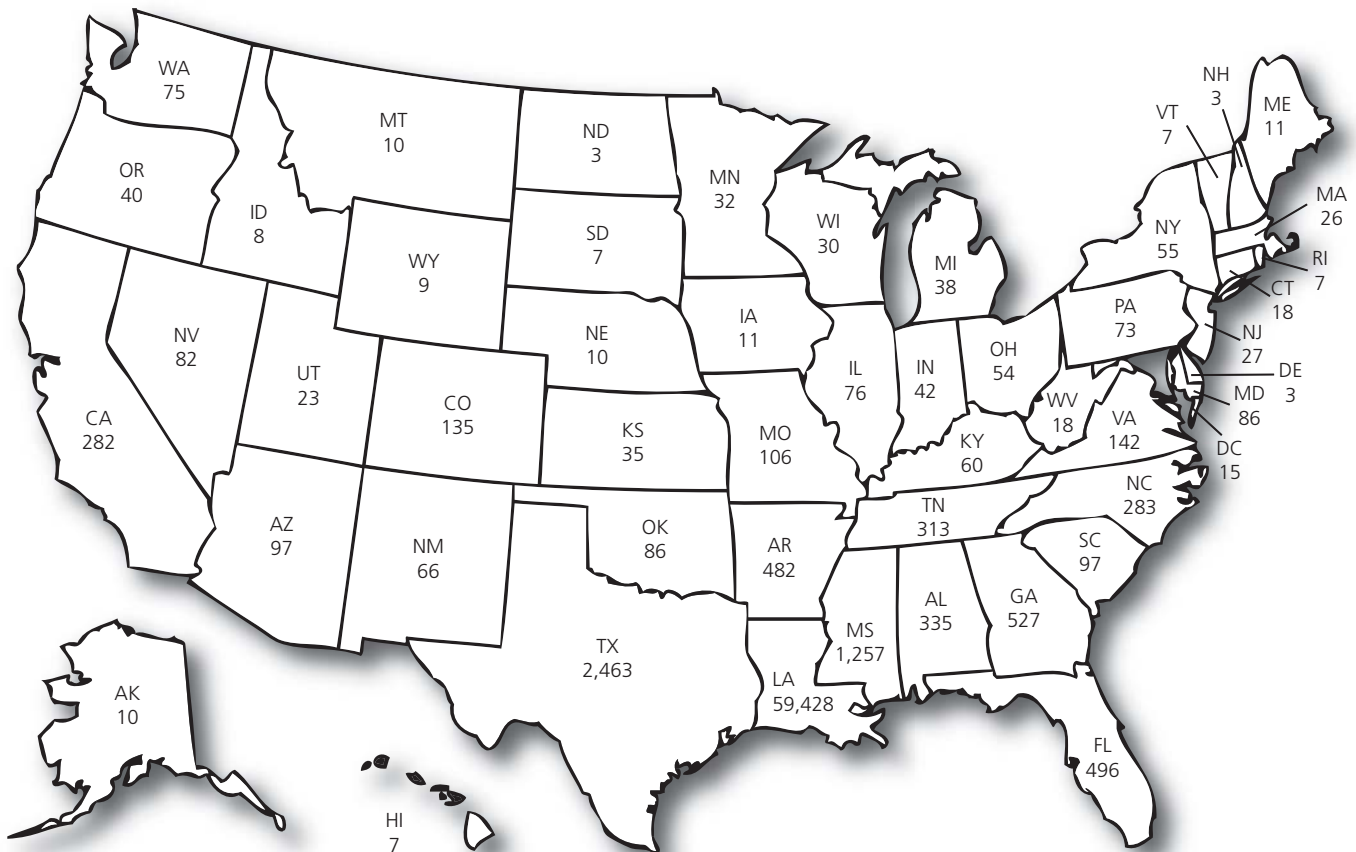 WA
75
OR
40
ID
8
MT
10
ND
3
SD
7
WY
9
NE
10
MN
32
WI
30
MI
38
IA
11
NV
82
UT
23
CO
135
CA
282
KS
35
MO
106
IL
76
IN
42
OH
54
KY
60
WV
18
VA
142
PA
73
NY
55
VT
7
NH
3
ME
11
MA
26
RI
7
CT
18
NJ
27
DE
3
MD
86
DC
15
AZ
97
NM
66
OK
86
AR
482
TN
313
NC
283
SC
97
GA
527
AL
335
MS
1,257
LA
59,428
TX
2,463
FL
496
AK
10
HI
7